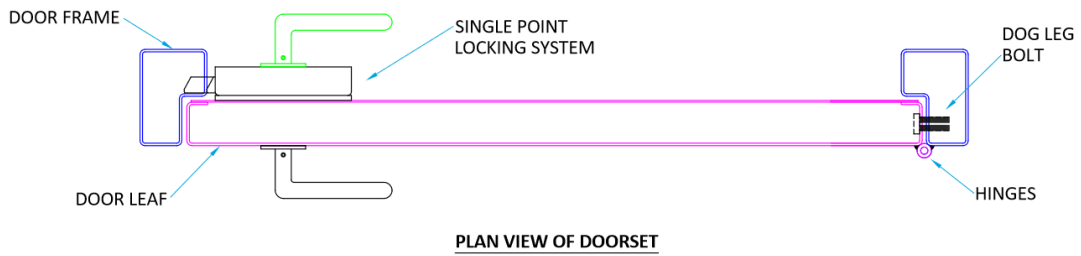 DOOR FRAME
SINGLE POINT
LOCKING SYSTEM
DOG LEG
BOLT
DOOR LEAF
HINGES
PLAN VIEW OF DOORSET